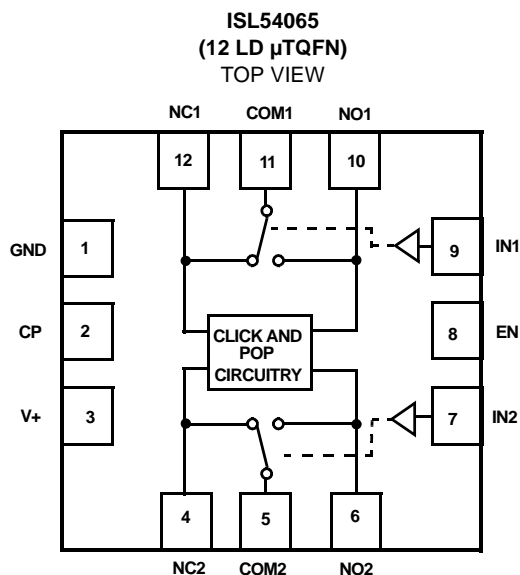 ISL54065
(12 LD µTQFN)
TOP VIEW
NC1 COM1 NO1
12 11 10
GND 1 9 IN1
CP 2 CLICK AND 8 EN
POP
CIRCUITRY
V+ 3 7 IN2
4 5 6
NC2 COM2 NO2